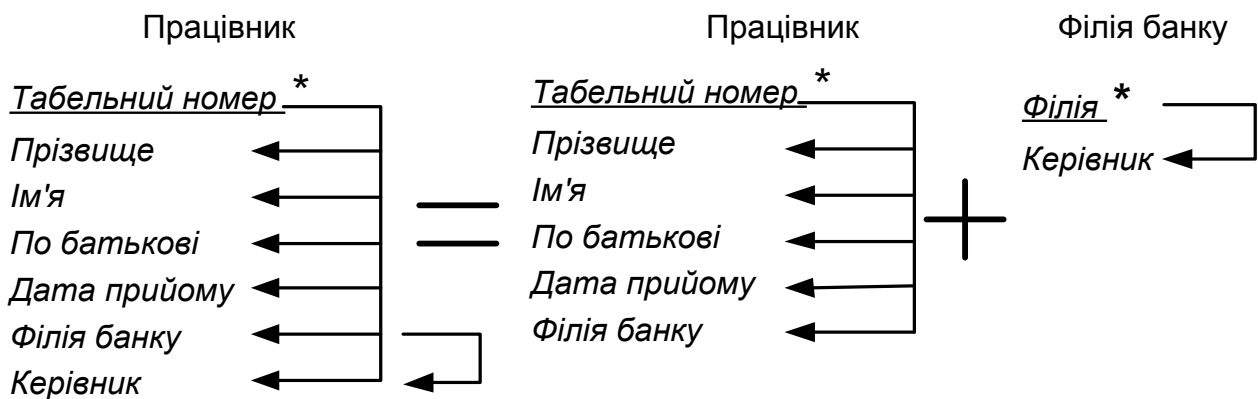 Працівник
Табельний номер *
Прізвище
Ім'я
По батькові
Дата прийому
Філія банку
Керівник
=
Працівник
Табельний номер *
Прізвище
Ім'я
По батькові
Дата прийому
Філія банку
+
Філія банку
Філія *
Керівник